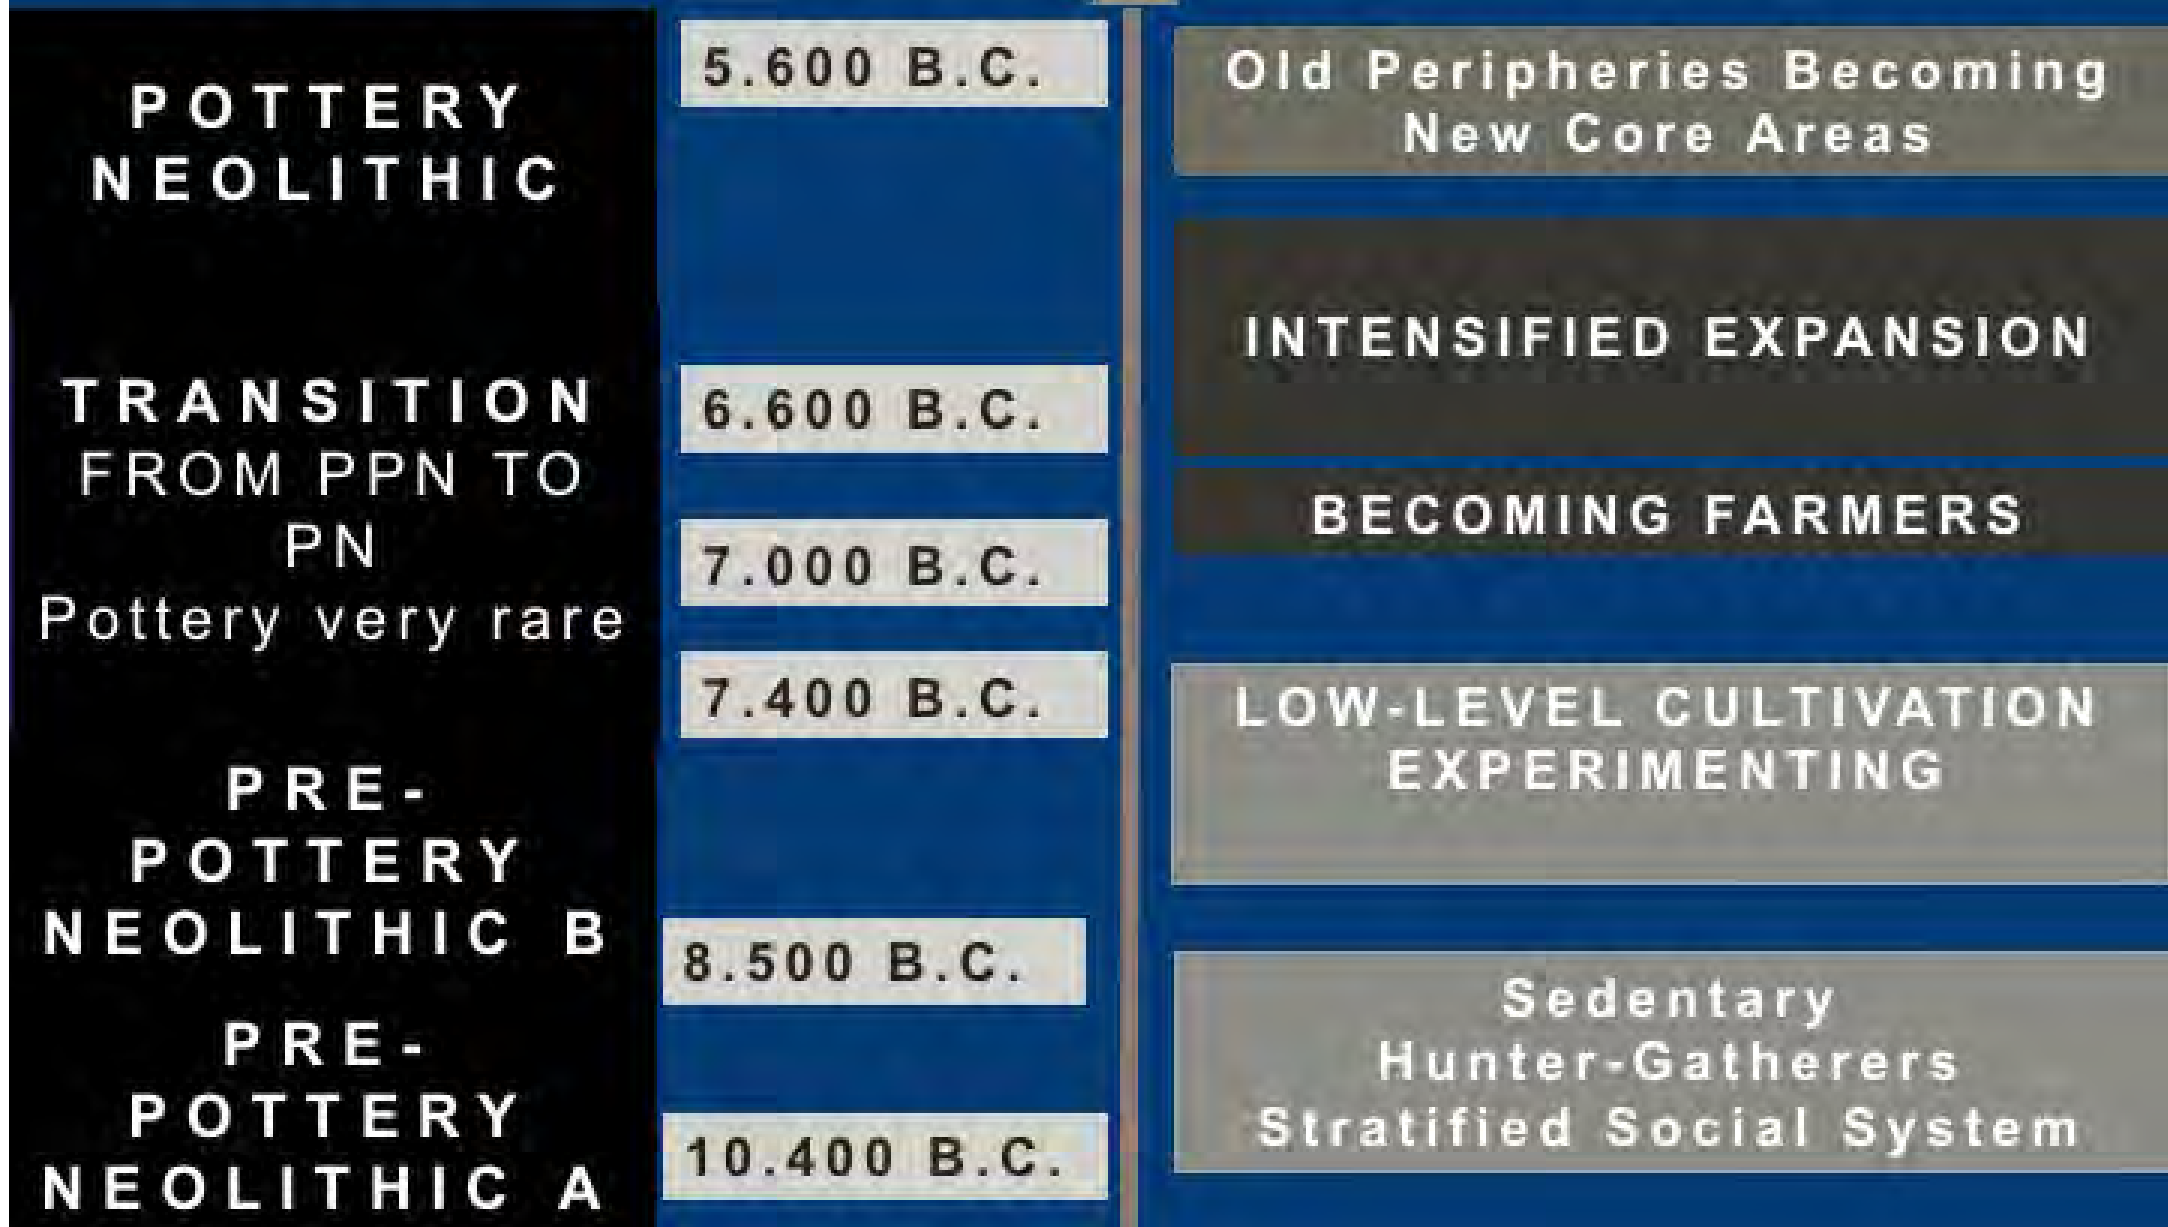 POTTERY
NEOLITHIC
TRANSITION
FROM PPN TO
PN
Pottery very rare
PRE-
POTTERY
NEOLITHIC B
PRE-
POTTERY
NEOLITHIC A
5.600 B.C.
6.600 B.C.
7.000 B.C.
7.400 B.C.
8.500 B.C.
10.400 B.C.
Old Peripheries Becoming
New Core Areas
INTENSIFIED EXPANSION
BECOMING FARMERS
LOW-LEVEL CULTIVATION
EXPERIMENTING
Sedentary
Hunter-Gatherers
Stratified Social System